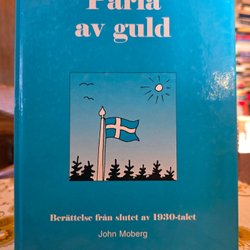 Pärla
av guld
Berättelse från slutet av 1930-talet
John Moberg